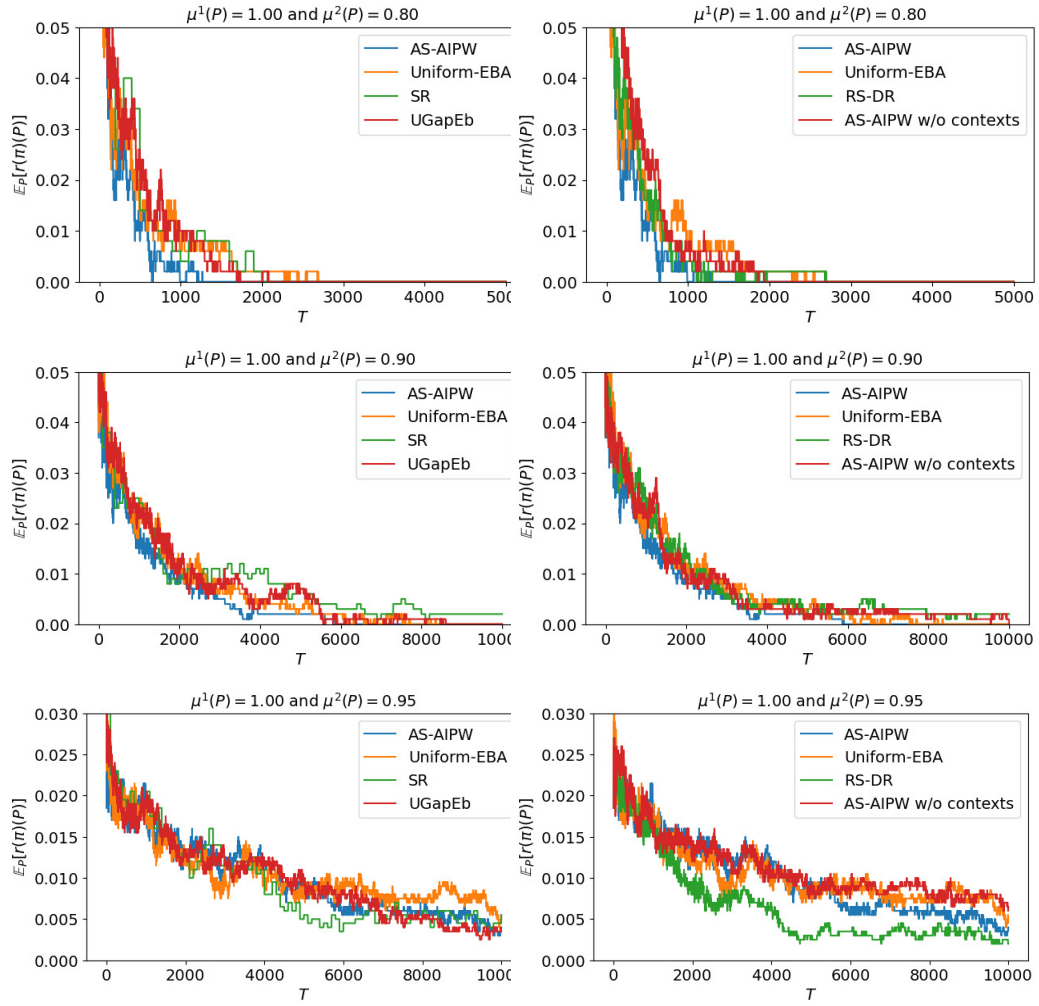 μ¹(P) = 1.00 and μ²(P) = 0.80
0.05
0.04
0.03
0.02
0.01
0.00
𝔼_P[r(π)(P)]
AS-AIPW
Uniform-EBA
SR
UGapEb
0
1000
2000
3000
4000
500
T
μ¹(P) = 1.00 and μ²(P) = 0.80
0.05
0.04
0.03
0.02
0.01
0.00
𝔼_P[r(π)(P)]
AS-AIPW
Uniform-EBA
RS-DR
AS-AIPW w/o contexts
0
1000
2000
3000
4000
5000
T
μ¹(P) = 1.00 and μ²(P) = 0.90
0.05
0.04
0.03
0.02
0.01
0.00
𝔼_P[r(π)(P)]
AS-AIPW
Uniform-EBA
SR
UGapEb
0
2000
4000
6000
8000
1000
T
μ¹(P) = 1.00 and μ²(P) = 0.90
0.05
0.04
0.03
0.02
0.01
0.00
𝔼_P[r(π)(P)]
AS-AIPW
Uniform-EBA
RS-DR
AS-AIPW w/o contexts
0
2000
4000
6000
8000
10000
T
μ¹(P) = 1.00 and μ²(P) = 0.95
0.030
0.025
0.020
0.015
0.010
0.005
0.000
𝔼_P[r(π)(P)]
AS-AIPW
Uniform-EBA
SR
UGapEb
0
2000
4000
6000
8000
1000
T
μ¹(P) = 1.00 and μ²(P) = 0.95
0.030
0.025
0.020
0.015
0.010
0.005
0.000
𝔼_P[r(π)(P)]
AS-AIPW
Uniform-EBA
RS-DR
AS-AIPW w/o contexts
0
2000
4000
6000
8000
10000
T